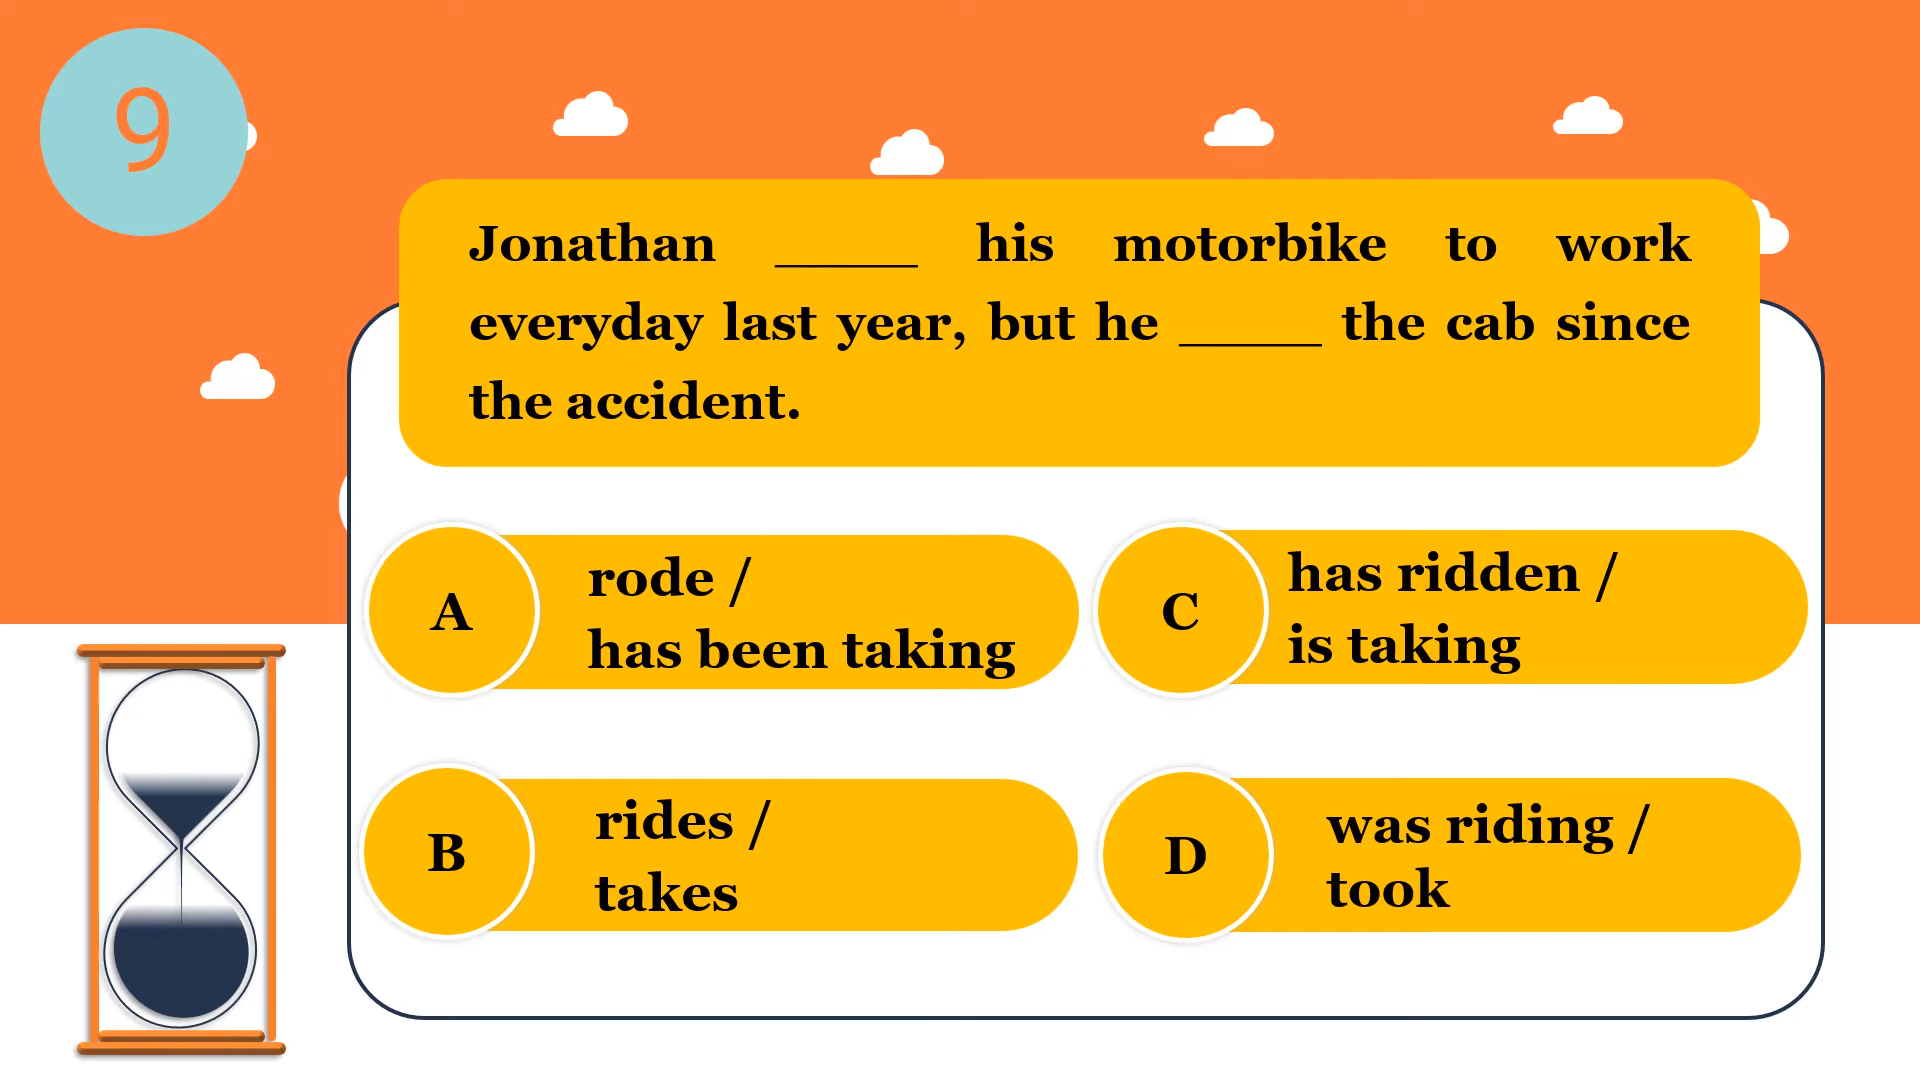 9
Jonathan _____ his motorbike to work
everyday last year, but he _____ the cab since
the accident.
A
rode /
has been taking
C
has ridden /
is taking
B
rides /
takes
D
was riding /
took